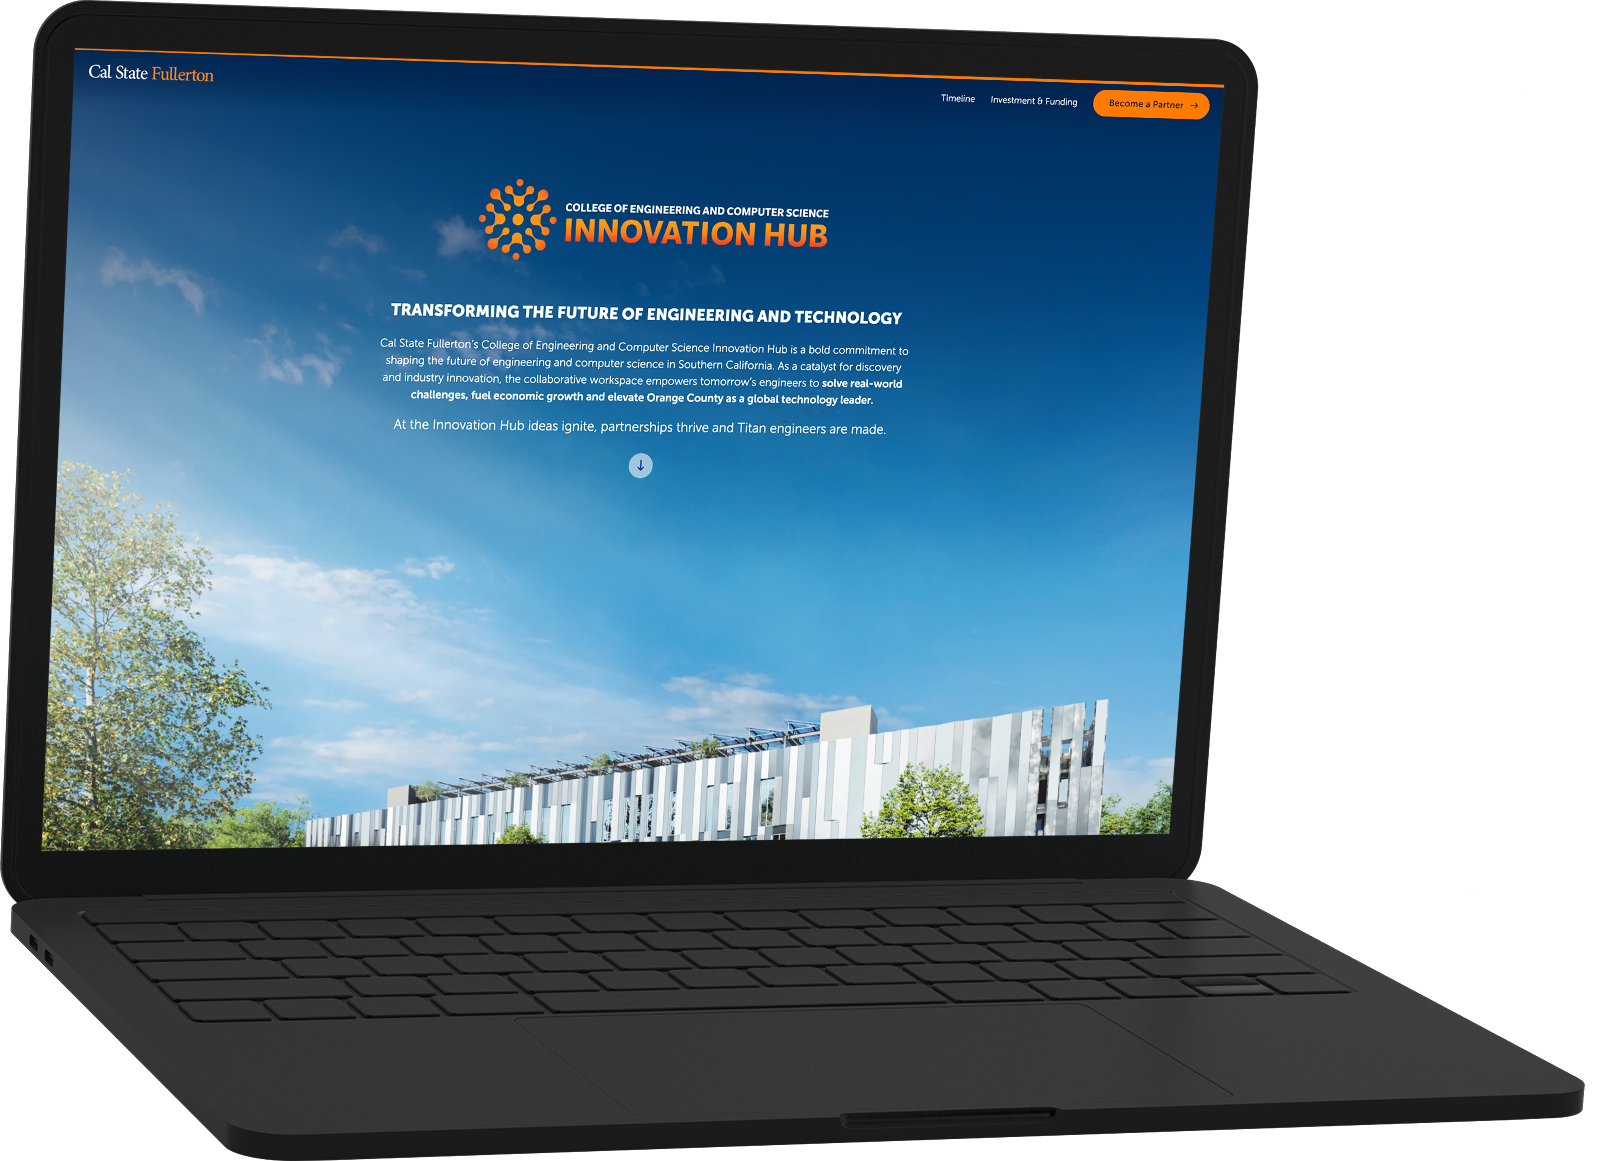 Cal State Fullerton
Timeline
Investment & Funding
Become a Partner →
COLLEGE OF ENGINEERING AND COMPUTER SCIENCE
INNOVATION HUB
TRANSFORMING THE FUTURE OF ENGINEERING AND TECHNOLOGY
Cal State Fullerton's College of Engineering and Computer Science Innovation Hub is a bold commitment to
shaping the future of engineering and computer science in Southern California. As a catalyst for discovery
and industry innovation, the collaborative workspace empowers tomorrow's engineers to solve real-world
challenges, fuel economic growth and elevate Orange County as a global technology leader.
At the Innovation Hub ideas ignite, partnerships thrive and Titan engineers are made.